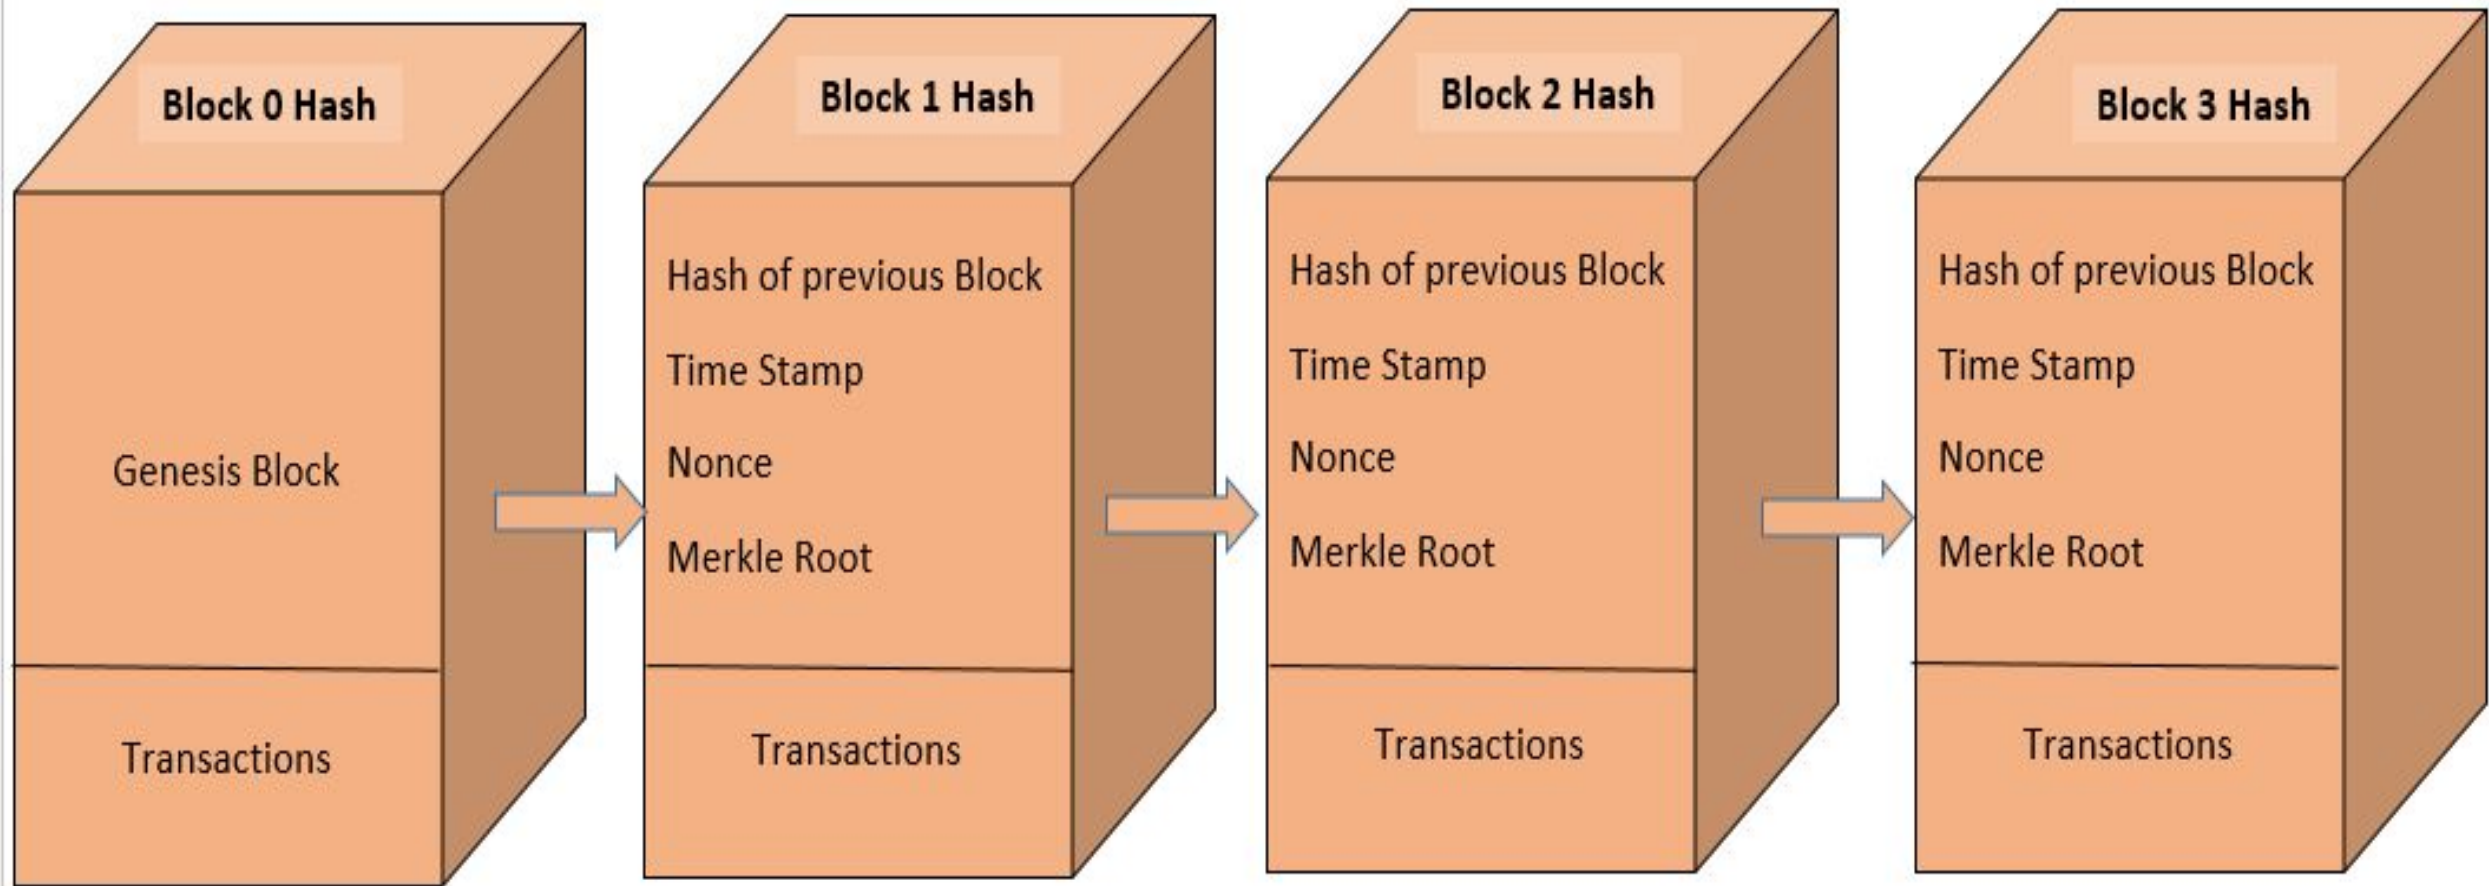 Block 0 Hash
Genesis Block
Transactions
Block 1 Hash
Hash of previous Block
Time Stamp
Nonce
Merkle Root
Transactions
Block 2 Hash
Hash of previous Block
Time Stamp
Nonce
Merkle Root
Transactions
Block 3 Hash
Hash of previous Block
Time Stamp
Nonce
Merkle Root
Transactions